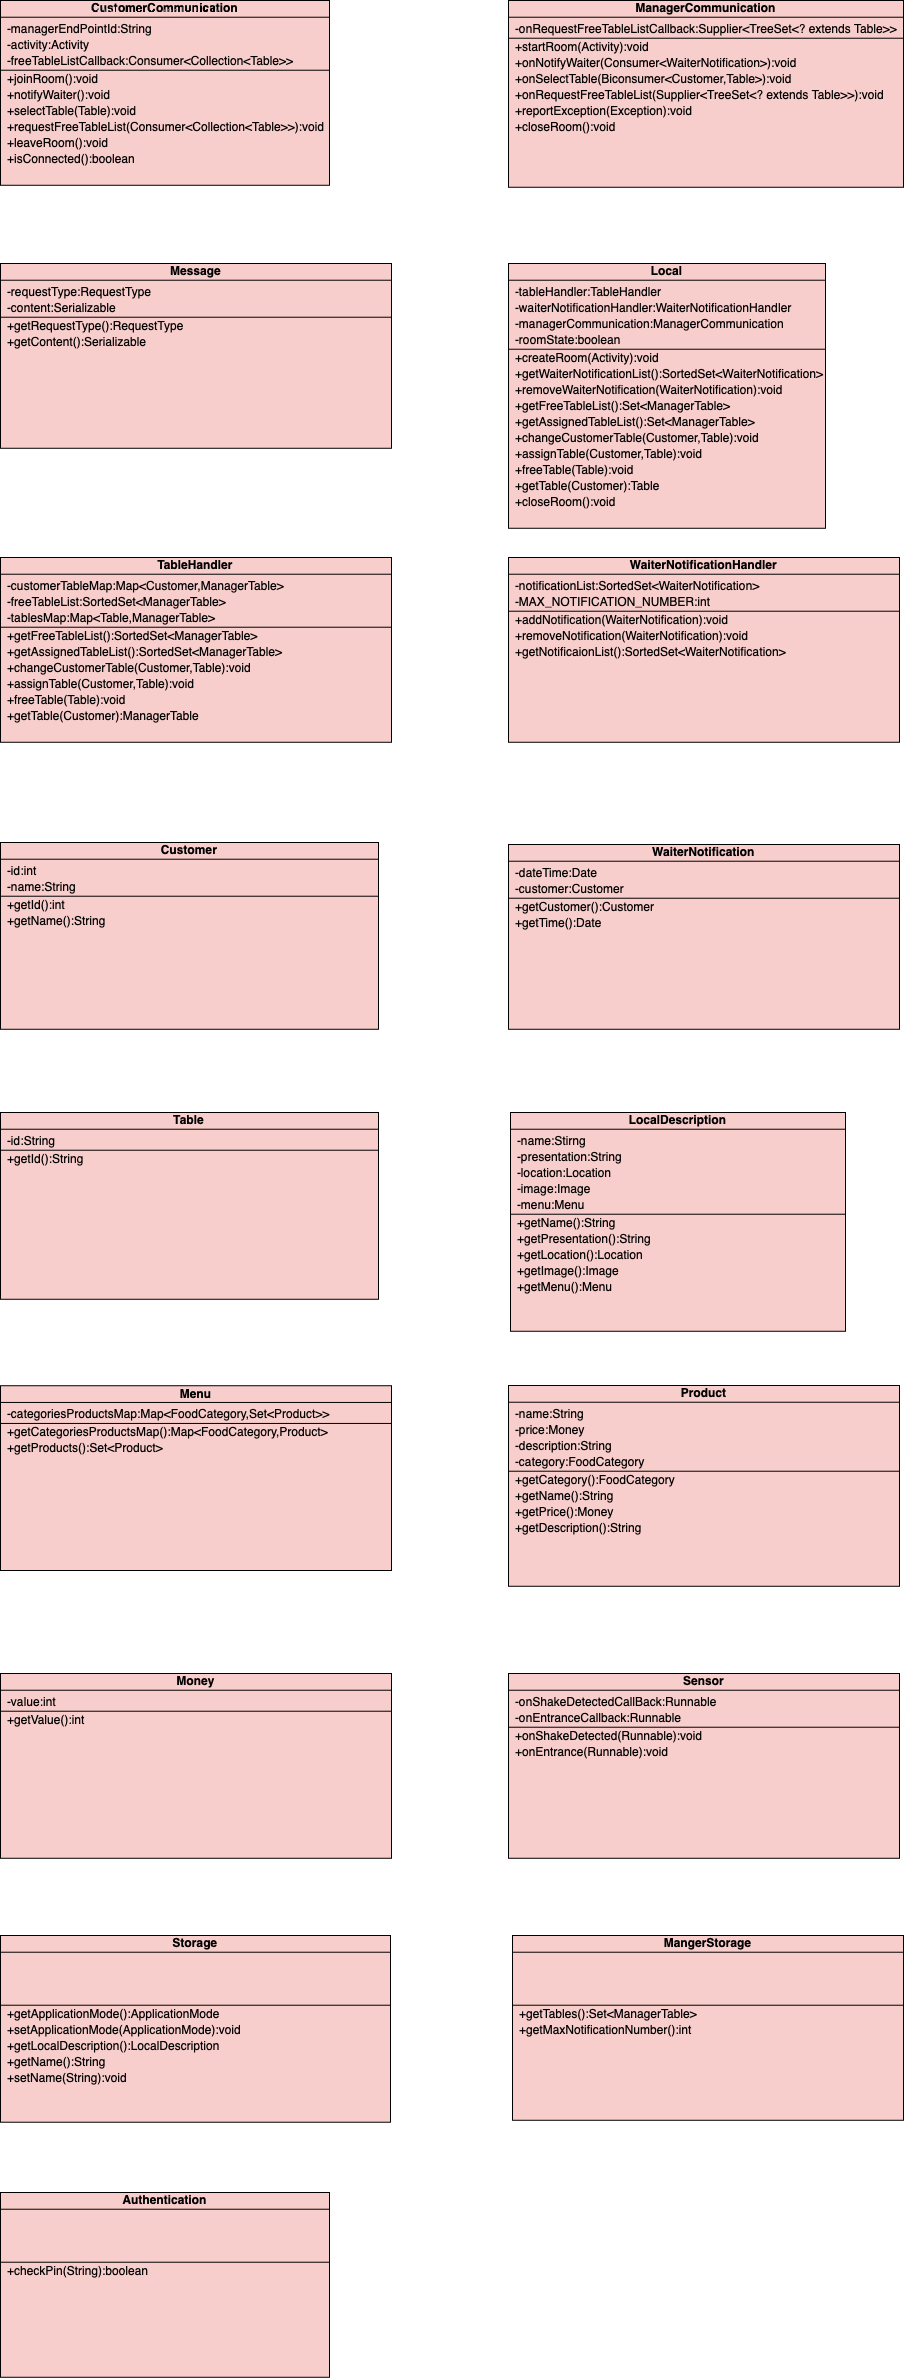 CustomerCommunication
-managerEndPointId:String
-activity:Activity
-freeTableListCallback:Consumer<Collection<Table>>
+joinRoom():void
+notifyWaiter():void
+selectTable(Table):void
+requestFreeTableList(Consumer<Collection<Table>>):void
+leaveRoom():void
+isConnected():boolean
ManagerCommunication
-onRequestFreeTableListCallback:Supplier<TreeSet<? extends Table>>
+startRoom(Activity):void
+onNotifyWaiter(Consumer<WaiterNotification>):void
+onSelectTable(Biconsumer<Customer,Table>):void
+onRequestFreeTableList(Supplier<TreeSet<? extends Table>>):void
+reportException(Exception):void
+closeRoom():void
Message
-requestType:RequestType
-content:Serializable
+getRequestType():RequestType
+getContent():Serializable
Local
-tableHandler:TableHandler
-waiterNotificationHandler:WaiterNotificationHandler
-managerCommunication:ManagerCommunication
-roomState:boolean
+createRoom(Activity):void
+getWaiterNotificationList():SortedSet<WaiterNotification>
+removeWaiterNotification(WaiterNotification):void
+getFreeTableList():Set<ManagerTable>
+getAssignedTableList():Set<ManagerTable>
+changeCustomerTable(Customer,Table):void
+assignTable(Customer,Table):void
+freeTable(Table):void
+getTable(Customer):Table
+closeRoom():void
TableHandler
-customerTableMap:Map<Customer,ManagerTable>
-freeTableList:SortedSet<ManagerTable>
-tablesMap:Map<Table,ManagerTable>
+getFreeTableList():SortedSet<ManagerTable>
+getAssignedTableList():SortedSet<ManagerTable>
+changeCustomerTable(Customer,Table):void
+assignTable(Customer,Table):void
+freeTable(Table):void
+getTable(Customer):ManagerTable
WaiterNotificationHandler
-notificationList:SortedSet<WaiterNotification>
-MAX_NOTIFICATION_NUMBER:int
+addNotification(WaiterNotification):void
+removeNotification(WaiterNotification):void
+getNotificaionList():SortedSet<WaiterNotification>
Customer
-id:int
-name:String
+getId():int
+getName():String
WaiterNotification
-dateTime:Date
-customer:Customer
+getCustomer():Customer
+getTime():Date
Table
-id:String
+getId():String
LocalDescription
-name:Stirng
-presentation:String
-location:Location
-image:Image
-menu:Menu
+getName():String
+getPresentation():String
+getLocation():Location
+getImage():Image
+getMenu():Menu
Menu
-categoriesProductsMap:Map<FoodCategory,Set<Product>>
+getCategoriesProductsMap():Map<FoodCategory,Product>
+getProducts():Set<Product>
Product
-name:String
-price:Money
-description:String
-category:FoodCategory
+getCategory():FoodCategory
+getName():String
+getPrice():Money
+getDescription():String
Money
-value:int
+getValue():int
Sensor
-onShakeDetectedCallBack:Runnable
-onEntranceCallback:Runnable
+onShakeDetected(Runnable):void
+onEntrance(Runnable):void
Storage
+getApplicationMode():ApplicationMode
+setApplicationMode(ApplicationMode):void
+getLocalDescription():LocalDescription
+getName():String
+setName(String):void
MangerStorage
+getTables():Set<ManagerTable>
+getMaxNotificationNumber():int
Authentication
+checkPin(String):boolean